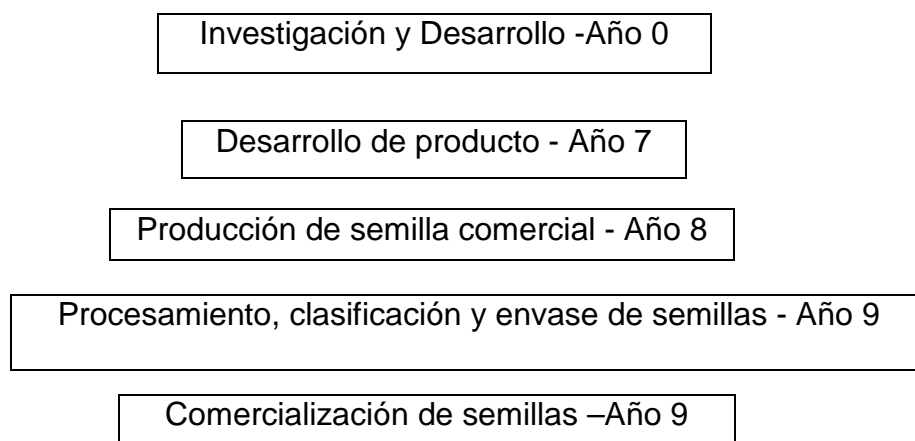 Investigación y Desarrollo -Año 0
Desarrollo de producto - Año 7
Producción de semilla comercial - Año 8
Procesamiento, clasificación y envase de semillas - Año 9
Comercialización de semillas –Año 9